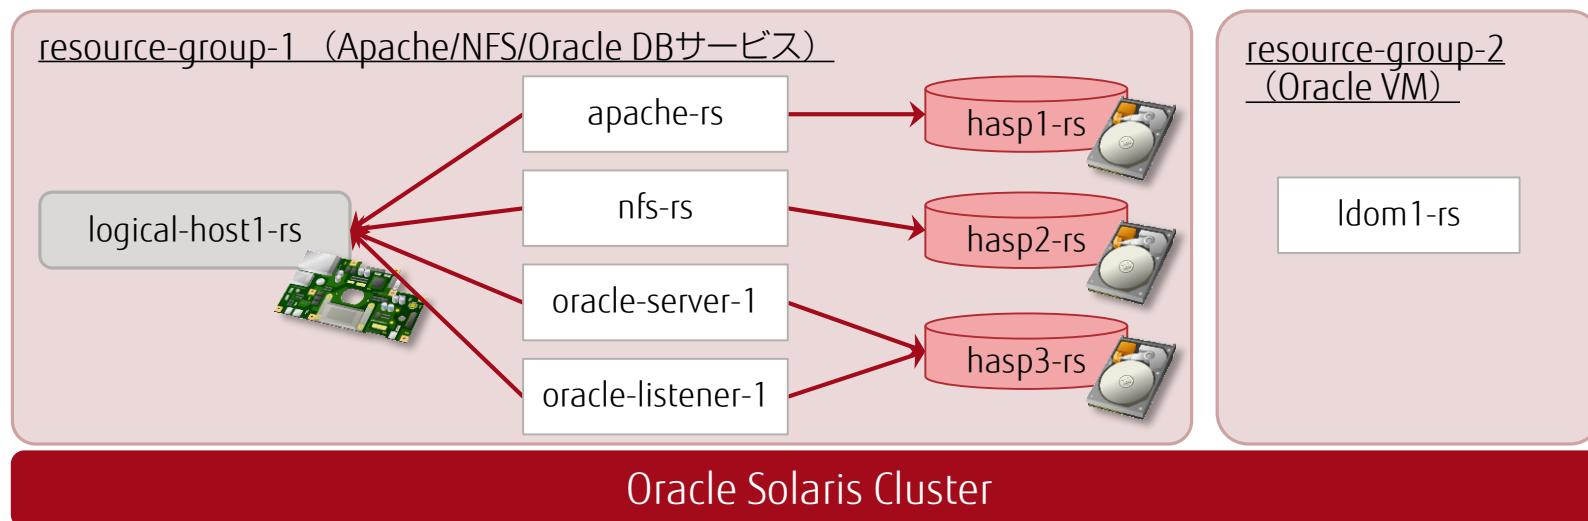 resource-group-1 （Apache/NFS/Oracle DBサービス）
apache-rs
hasp1-rs
logical-host1-rs
nfs-rs
hasp2-rs
oracle-server-1
oracle-listener-1
hasp3-rs
resource-group-2
（Oracle VM）
ldom1-rs
Oracle Solaris Cluster